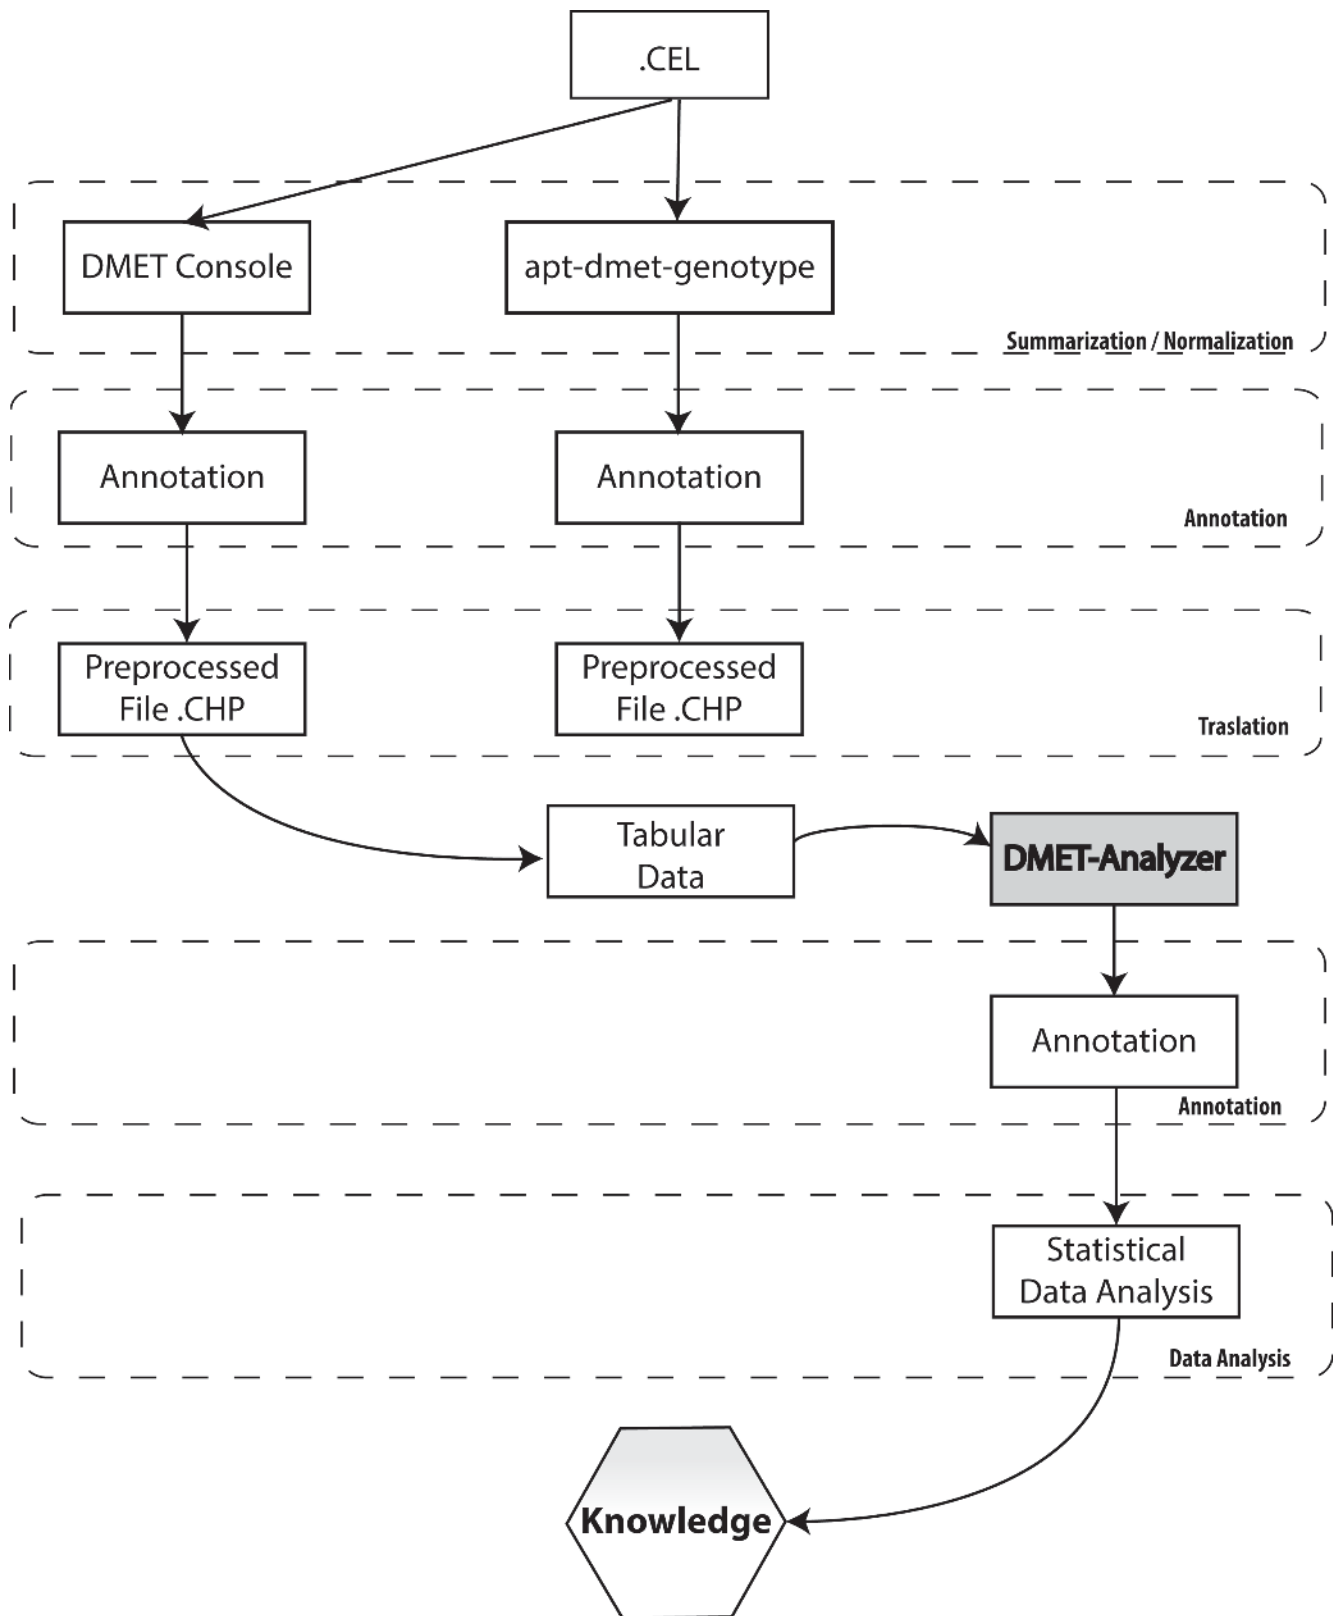 .CEL
DMET Console
apt-dmet-genotype
Summarization / Normalization
Annotation
Annotation
Annotation
Preprocessed
File .CHP
Preprocessed
File .CHP
Traslation
Tabular
Data
DMET-Analyzer
Annotation
Annotation
Statistical
Data Analysis
Data Analysis
Knowledge